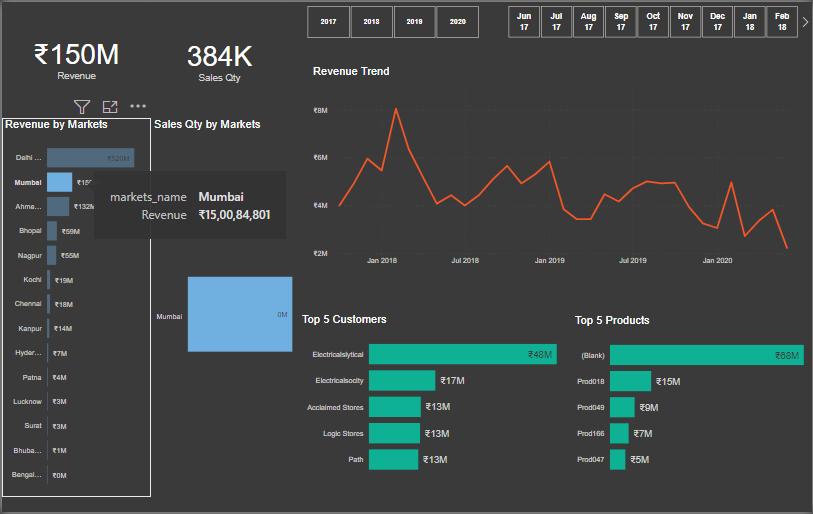 2017 2018 2019 2020
Jun 17 Jul 17 Aug 17 Sep 17 Oct 17 Nov 17 Dec 17 Jan 18 Feb 18
₹150M
Revenue
384K
Sales Qty
Revenue by Markets
Delhi ... ₹520M
Mumbai
Ahme... ₹132M
Bhopal ₹59M
Nagpur ₹55M
Kochi ₹19M
Chennai ₹18M
Kanpur ₹14M
Hyder... ₹7M
Patna ₹4M
Lucknow ₹3M
Surat ₹3M
Bhuba... ₹1M
Bengal... ₹0M
markets_name Mumbai
Revenue ₹15,00,84,801
Sales Qty by Markets
Mumbai 0M
Revenue Trend
₹8M
₹6M
₹4M
₹2M
Jan 2018 Jul 2018 Jan 2019 Jul 2019 Jan 2020
Top 5 Customers
Electricalslytical ₹48M
Electricalsocity ₹17M
Acclaimed Stores ₹13M
Logic Stores ₹13M
Path ₹13M
Top 5 Products
(Blank) ₹68M
Prod018 ₹15M
Prod049 ₹9M
Prod166 ₹7M
Prod047 ₹5M